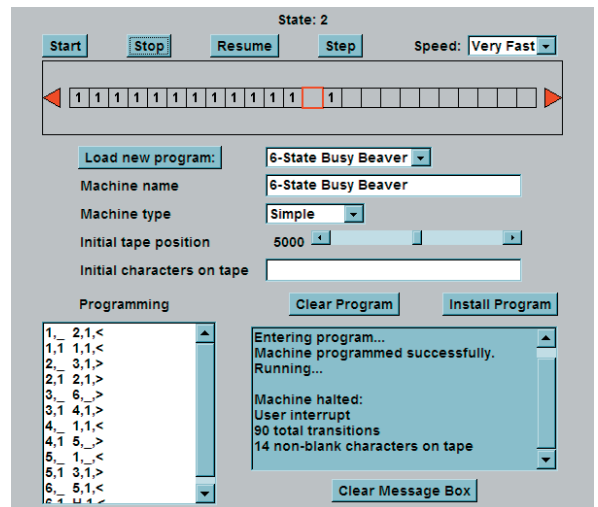 State: 2
Start Stop Resume Step Speed: Very Fast
1 1 1 1 1 1 1 1 1 1 1 1 1
Load new program: 6-State Busy Beaver
Machine name 6-State Busy Beaver
Machine type Simple
Initial tape position 5000
Initial characters on tape
Programming Clear Program Install Program
1,_ 2,1,<
1,1 1,1,<
2,_ 3,1,>
2,1 2,1,>
3,_ 6,_,<
3,1 4,1,>
4,_ 1,1,<
4,1 5,_,>
5,_ 1,_,<
5,1 3,1,>
6,_ 5,1,<
Entering program...
Machine programmed successfully.
Running...
Machine halted:
User interrupt
90 total transitions
14 non-blank characters on tape
Clear Message Box